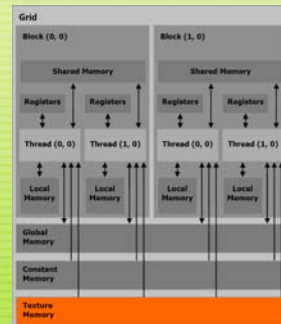 Grid
Block (0, 0)
Block (1, 0)
Shared Memory
Shared Memory
Registers
Registers
Registers
Registers
Thread (0, 0)
Thread (1, 0)
Thread (0, 0)
Thread (1, 0)
Local
Memory
Local
Memory
Local
Memory
Local
Memory
Global
Memory
Constant
Memory
Texture
Memory